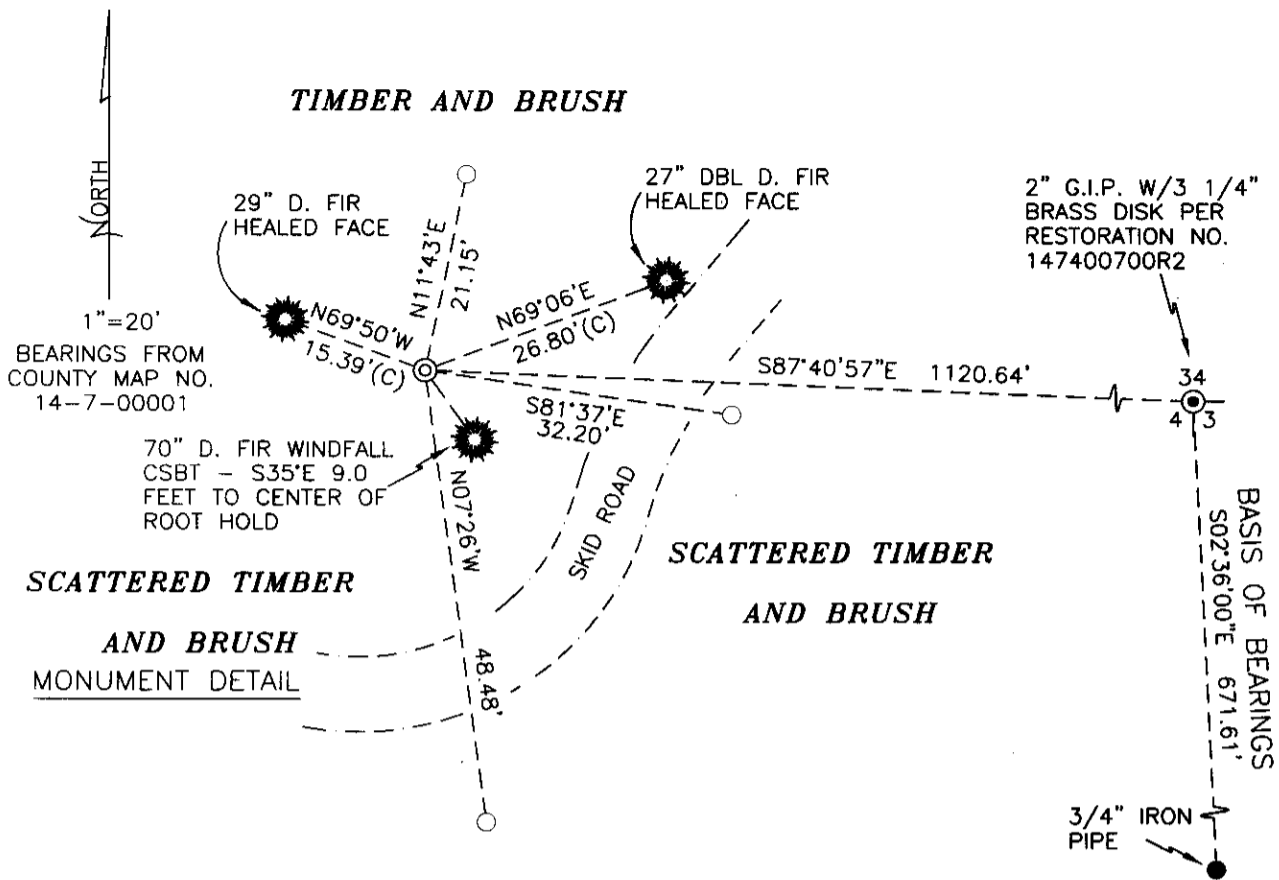 TIMBER AND BRUSH
NORTH
1"=20'
BEARINGS FROM
COUNTY MAP NO.
14-7-00001
29" D. FIR
HEALED FACE
27" DBL D. FIR
HEALED FACE
2" G.I.P. W/3 1/4"
BRASS DISK PER
RESTORATION NO.
147400700R2
N11°43'E
21.15'
N69°50'W
15.39'(C)
N69°06'E
26.80'(C)
S87°40'57"E 1120.64'
34
4 3
S81°37'E
32.20'
70" D. FIR WINDFALL
CSBT - S35°E 9.0
FEET TO CENTER OF
ROOT HOLD
N07°26'W
48.48'
SKID ROAD
SCATTERED TIMBER
AND BRUSH
SCATTERED TIMBER
AND BRUSH
MONUMENT DETAIL
BASIS OF BEARINGS
S02°36'00"E 671.61'
3/4" IRON
PIPE